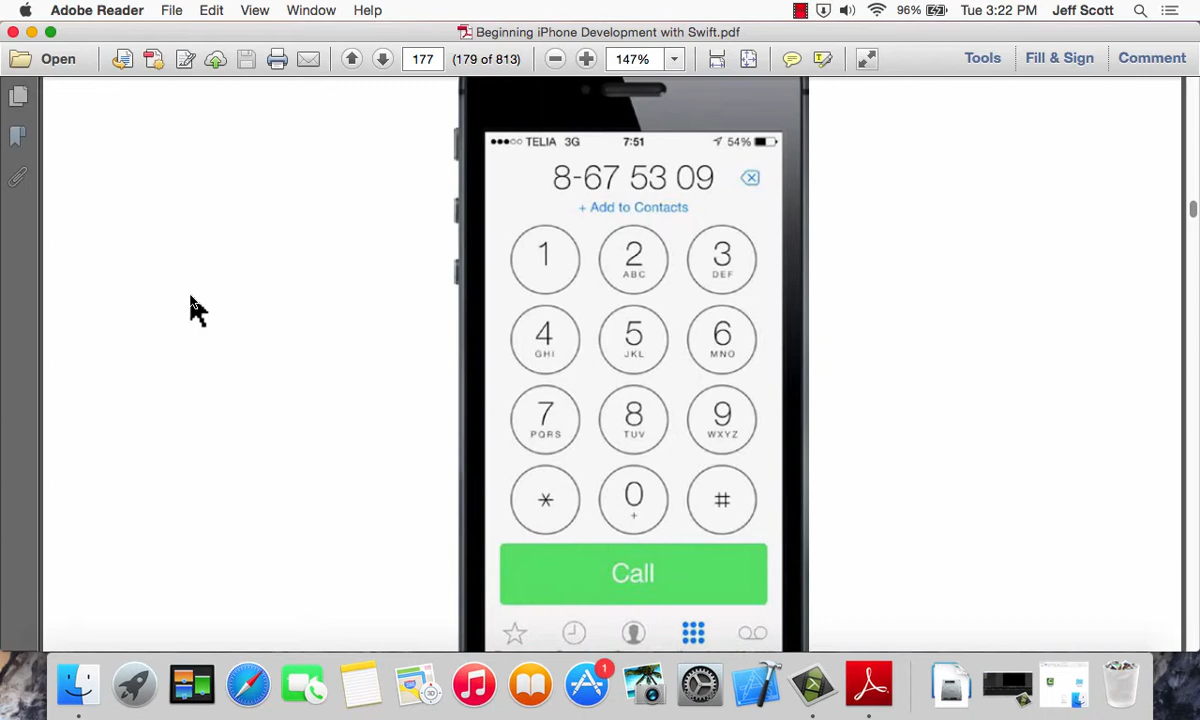 Adobe Reader File Edit View Window Help 96% Tue 3:22 PM Jeff Scott
Beginning iPhone Development with Swift.pdf
Open 177 (179 of 813) 147% Tools Fill & Sign Comment
TELIA 3G 7:51 54%
8-67 53 09
+ Add to Contacts
1 2 3
ABC DEF
4 5 6
GHI JKL MNO
7 8 9
PQRS TUV WXYZ
* 0 #
+
Call
1
3D